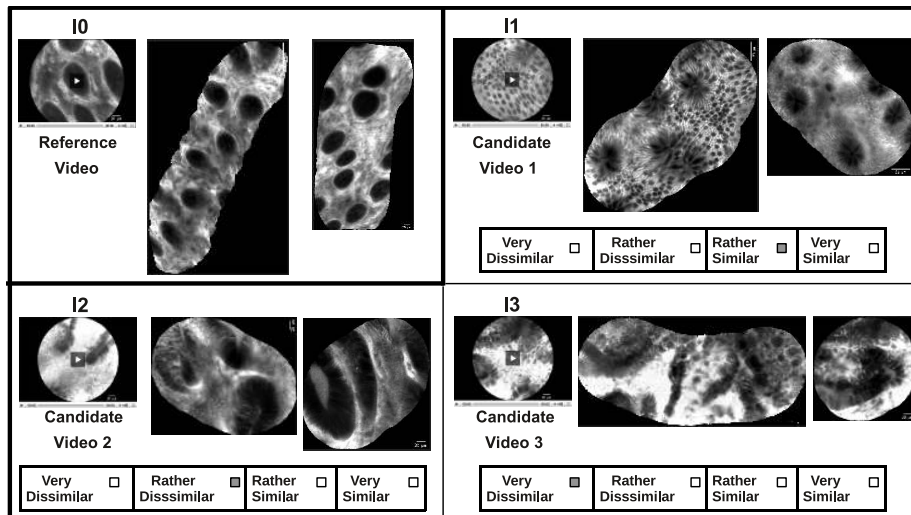 I0
Reference
Video
I1
Candidate
Video 1
Very
Disssimilar
Rather
Disssimilar
Rather
Similar
Very
Similar
I2
Candidate
Video 2
Very
Dissimilar
Rather
Disssimilar
Rather
Similar
Very
Similar
I3
Candidate
Video 3
Very
Dissimilar
Rather
Disssimilar
Rather
Similar
Very
Similar